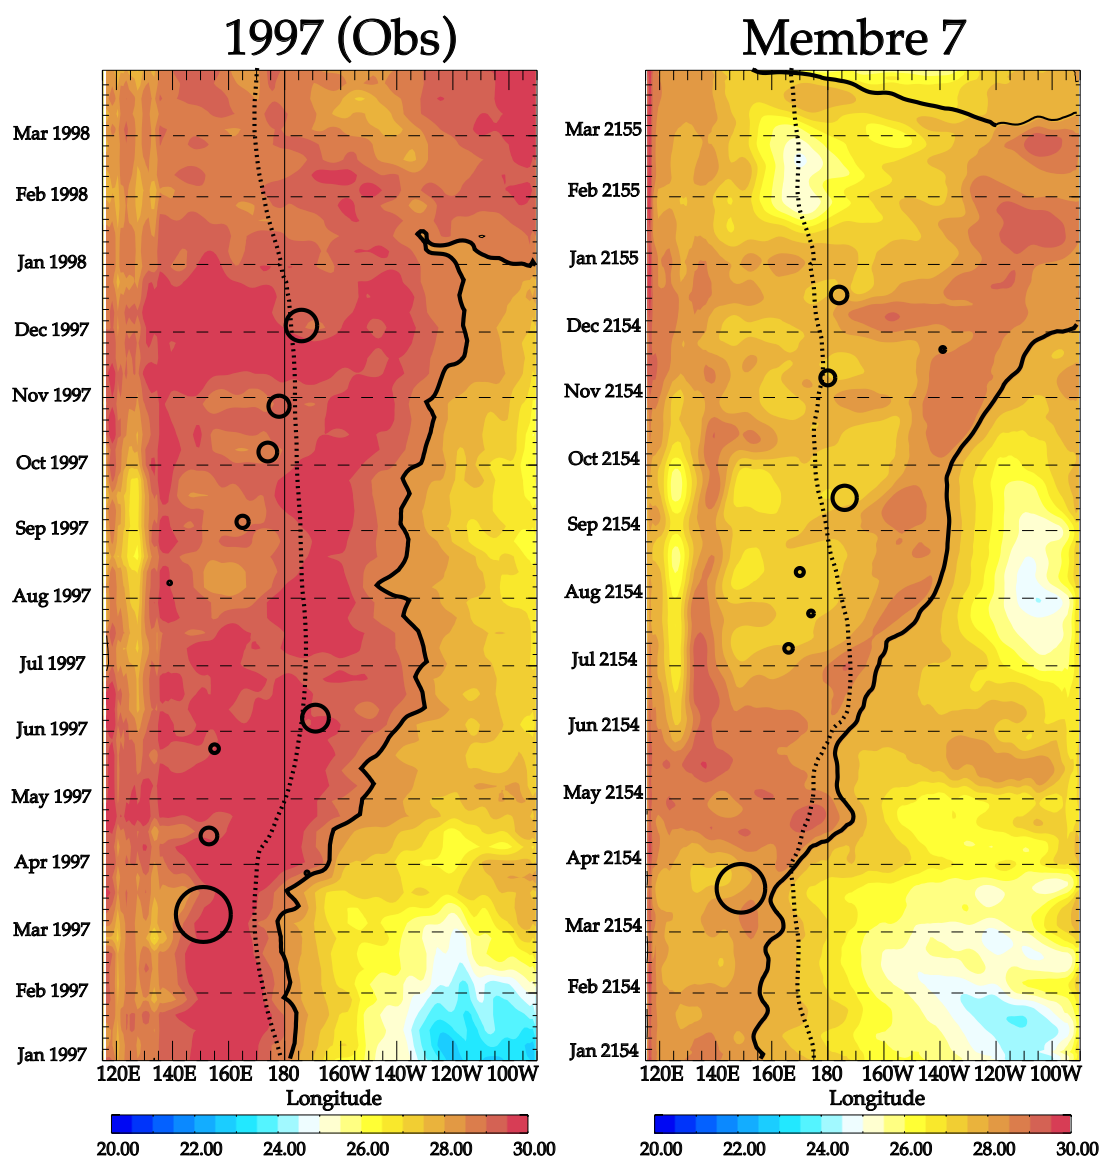 1997 (Obs)
Mar 1998
Feb 1998
Jan 1998
Dec 1997
Nov 1997
Oct 1997
Sep 1997
Aug 1997
Jul 1997
Jun 1997
May 1997
Apr 1997
Mar 1997
Feb 1997
Jan 1997
120E 140E 160E 180 160W 140W 120W 100W
Longitude
20.00 22.00 24.00 26.00 28.00 30.00
Membre 7
Mar 2155
Feb 2155
Jan 2155
Dec 2154
Nov 2154
Oct 2154
Sep 2154
Aug 2154
Jul 2154
Jun 2154
May 2154
Apr 2154
Mar 2154
Feb 2154
Jan 2154
120E 140E 160E 180 160W 140W 120W 100W
Longitude
20.00 22.00 24.00 26.00 28.00 30.00